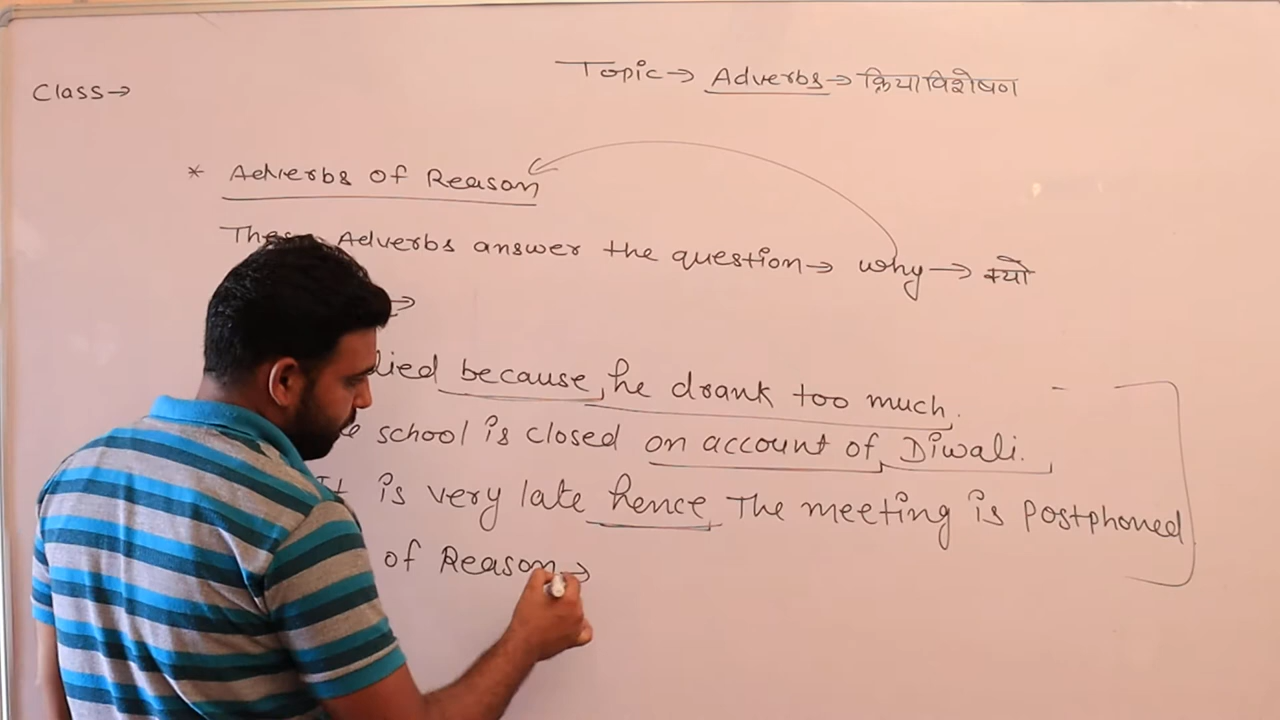 Topic → Adverbs → क्रिया विशेषण
Class →
* Adverbs of Reason
Adverbs answer the question → why → क्यो
→
because, he drank too much.
school is closed on account of Diwali.
It is very late hence, The meeting is Postphoned
of Reason →